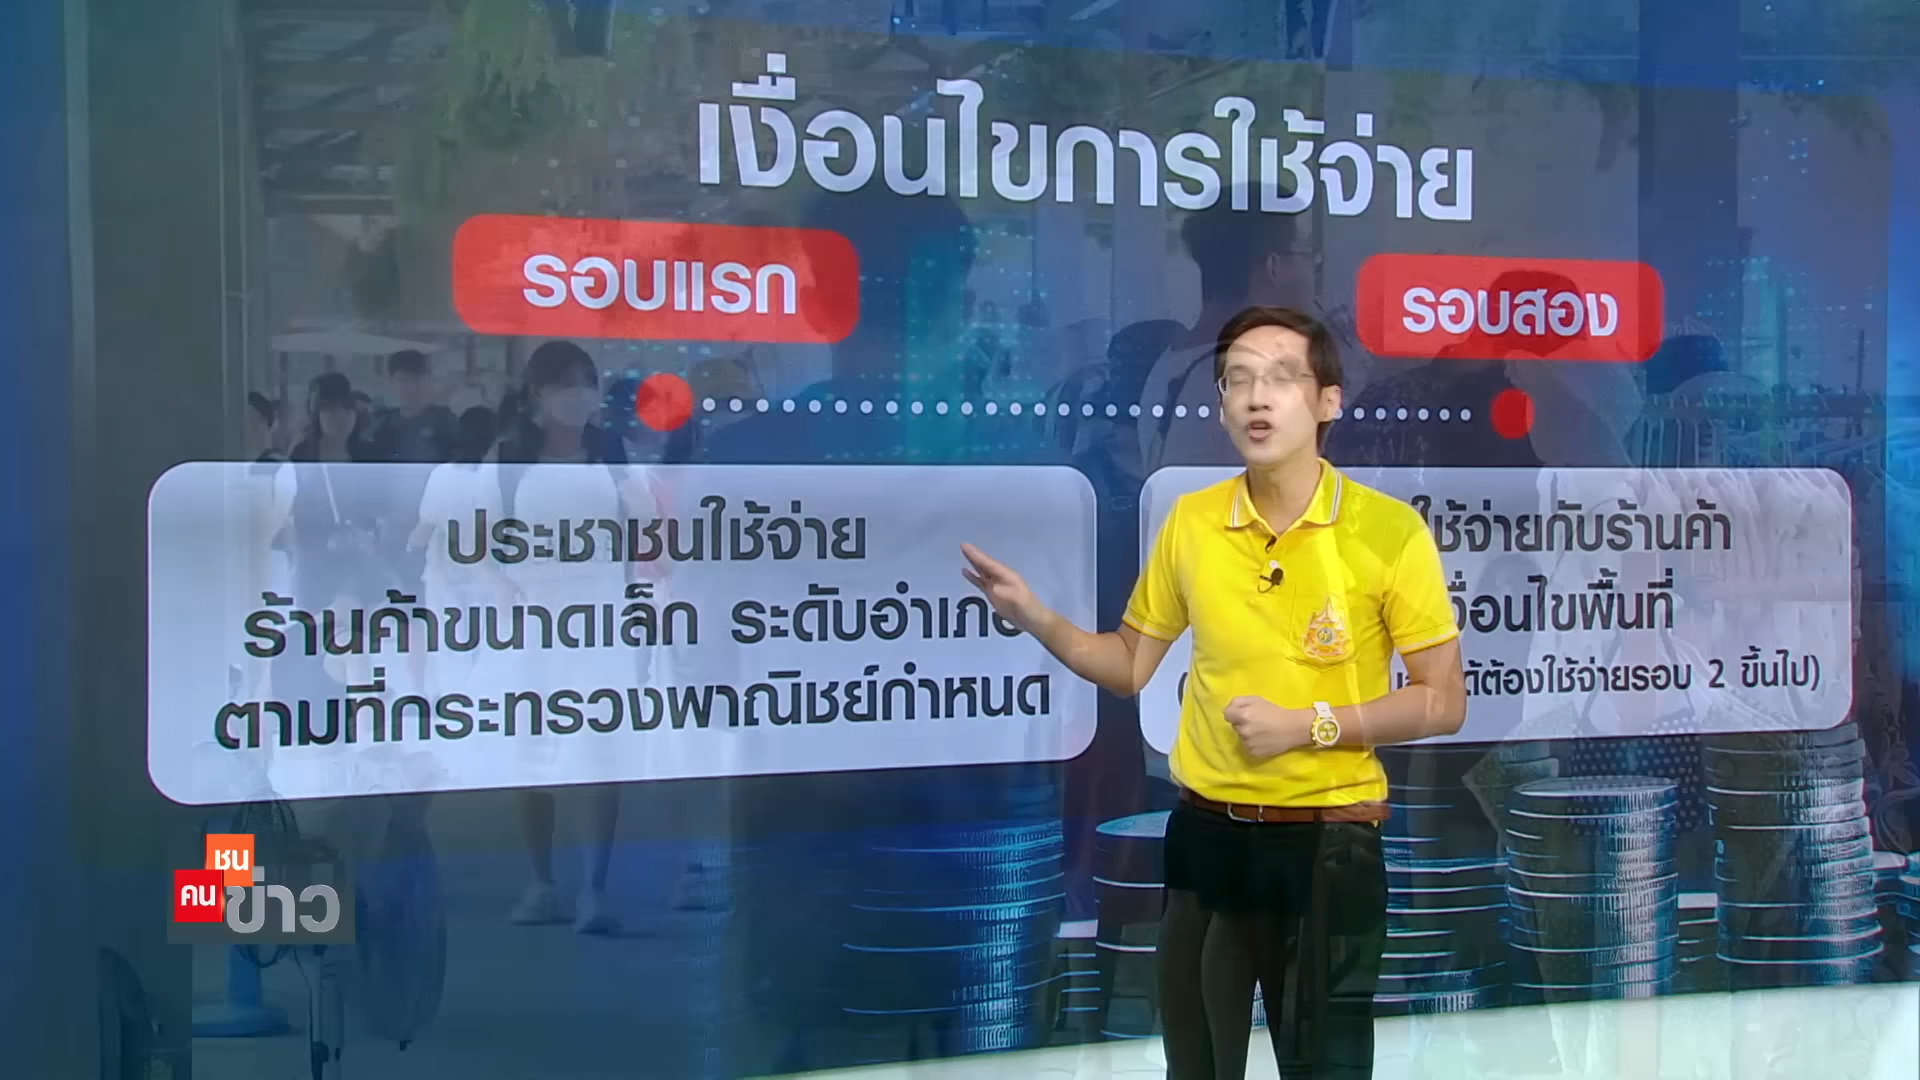 เงื่อนไขการใช้จ่าย
รอบแรก
รอบสอง
ประชาชนใช้จ่าย
ร้านค้าขนาดเล็ก ระดับอำเภอ
ตามที่กระทรวงพาณิชย์กำหนด
ใช้จ่ายกับร้านค้า
พื้นที่
ต้องใช้จ่ายรอบ 2 ขึ้นไป)
คน
ชน
ข่าว